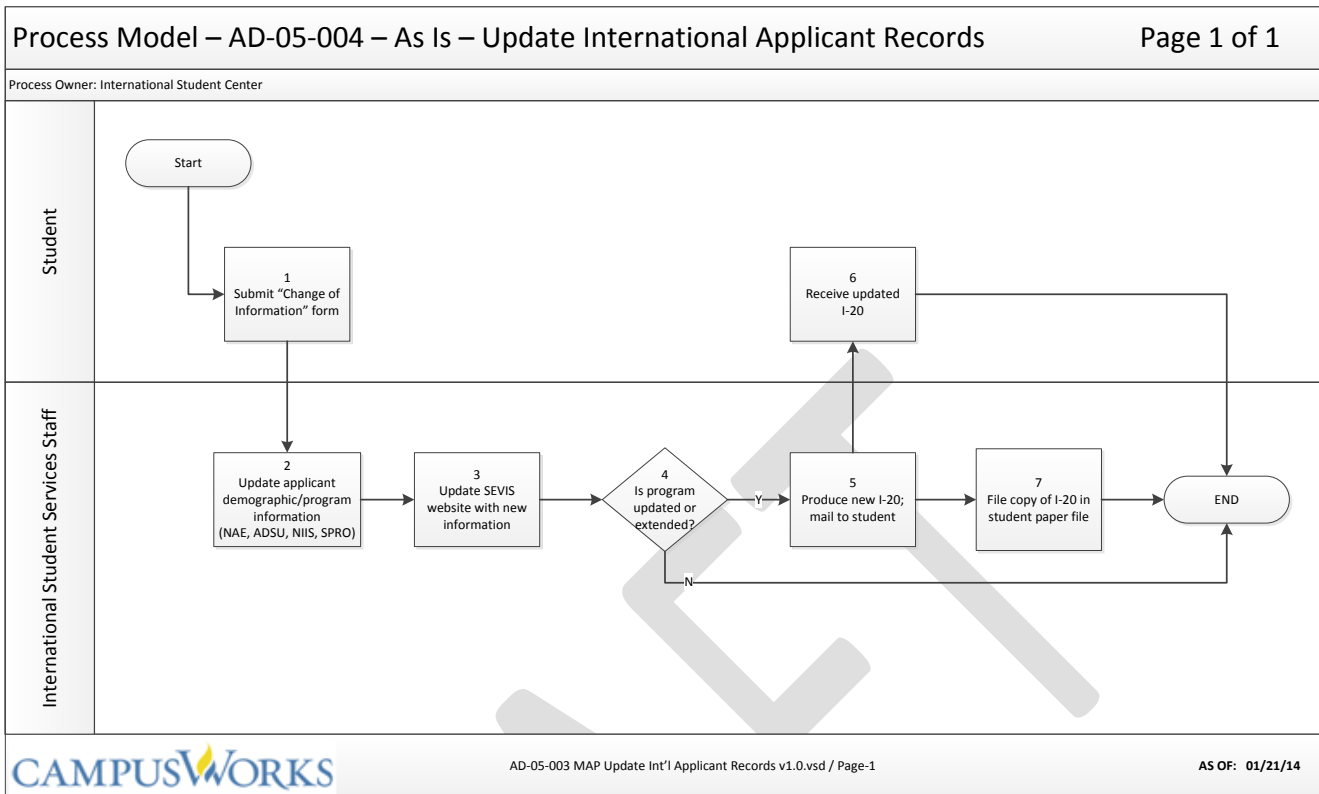 Process Model – AD-05-004 – As Is – Update International Applicant Records
Page 1 of 1
Process Owner: International Student Center
Student
Start
1
Submit “Change of
Information” form
6
Receive updated
I-20
International Student Services Staff
2
Update applicant
demographic/program
information
(NAE, ADSU, NIIS, SPRO)
3
Update SEVIS
website with new
information
4
Is program
updated or
extended?
Y
N
5
Produce new I-20;
mail to student
7
File copy of I-20 in
student paper file
END
CAMPUSWORKS
AD-05-003 MAP Update Int’l Applicant Records v1.0.vsd / Page-1
AS OF: 01/21/14